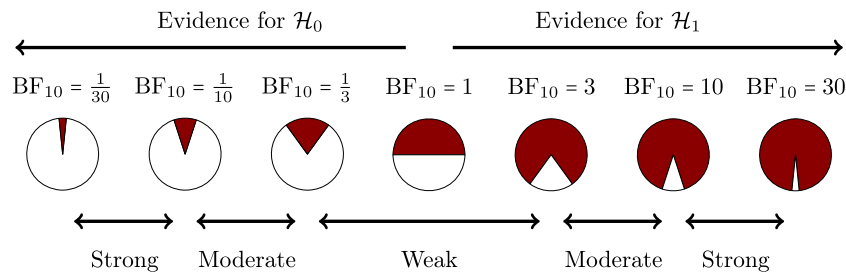 Evidence for ℋ₀ Evidence for ℋ₁
BF₁₀ = 1/30 BF₁₀ = 1/10 BF₁₀ = 1/3 BF₁₀ = 1 BF₁₀ = 3 BF₁₀ = 10 BF₁₀ = 30
Strong Moderate Weak Moderate Strong